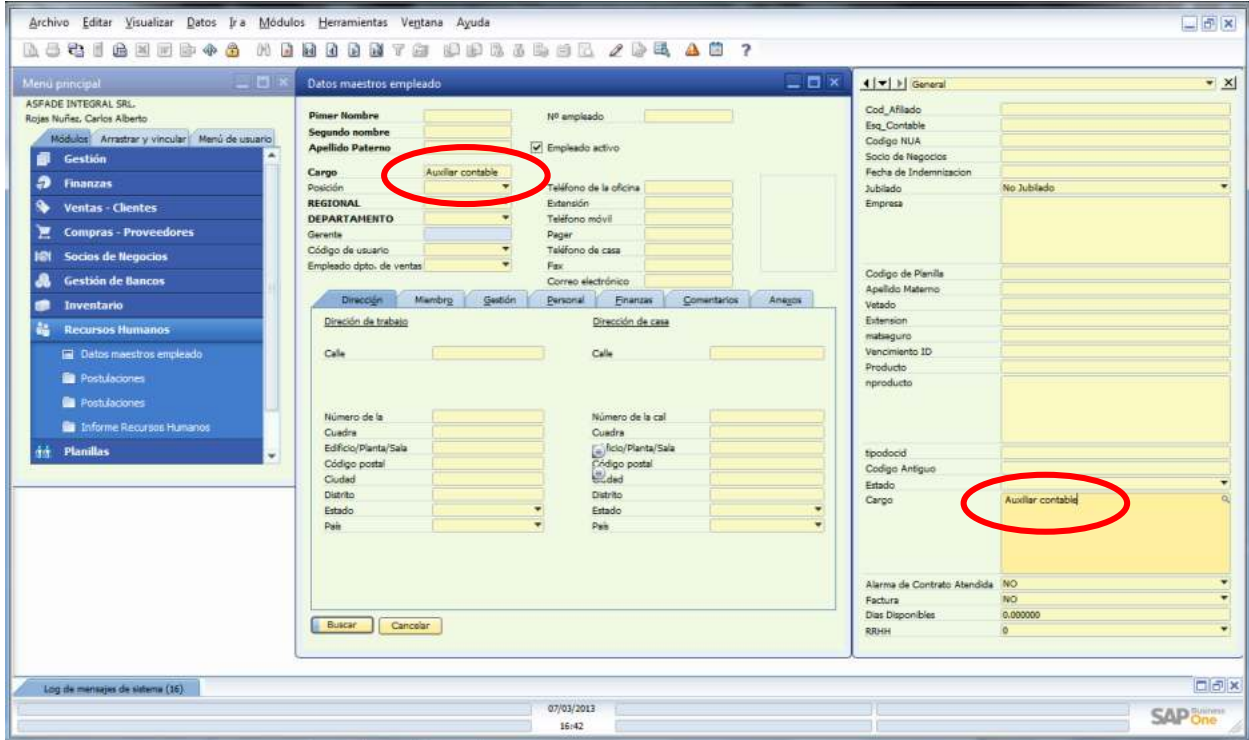 Archivo Editar Visualizar Datos Ir a Módulos Herramientas Ventana Ayuda
Menú principal
ASFADE INTEGRAL SRL.
Rojas Nuñez, Carlos Alberto
Módulos Arrastrar y vincular Menú de usuario
Gestión
Finanzas
Ventas - Clientes
Compras - Proveedores
Socios de Negocios
Gestión de Bancos
Inventario
Recursos Humanos
Datos maestros empleado
Postulaciones
Postulaciones
Informe Recursos Humanos
Planillas
Datos maestros empleado
Pimer Nombre
Segundo nombre
Apellido Paterno
Cargo Auxiliar contable
Posición
REGIONAL
DEPARTAMENTO
Gerente
Código de usuario
Empleado dpto. de ventas
Nº empleado
Empleado activo
Teléfono de la oficina
Extensión
Teléfono móvil
Pager
Teléfono de casa
Fax
Correo electrónico
Dirección Miembro Gestión Personal Finanzas Comentarios Anexos
Direción de trabajo
Calle
Número de la
Cuadra
Edificio/Planta/Sala
Código postal
Ciudad
Distrito
Estado
País
Dirección de casa
Calle
Número de la cal
Cuadra
ficio/Planta/Sala
Código postal
Ciudad
Distrito
Estado
País
Buscar Cancelar
General
Cod_Afiliado
Esq_Contable
Codigo NUA
Socio de Negocios
Fecha de Indemnizacion
Jubilado No Jubilado
Empresa
Codigo de Planilla
Apellido Materno
Vetado
Extension
matseguro
Vencimiento ID
Producto
nproducto
tipodocid
Codigo Antiguo
Estado
Cargo Auxiliar contable
Alarma de Contrato Atendida NO
Factura NO
Dias Disponibles 0.000000
RRHH 0
Log de mensajes de sistema (16)
07/03/2013
16:42
SAP Business One